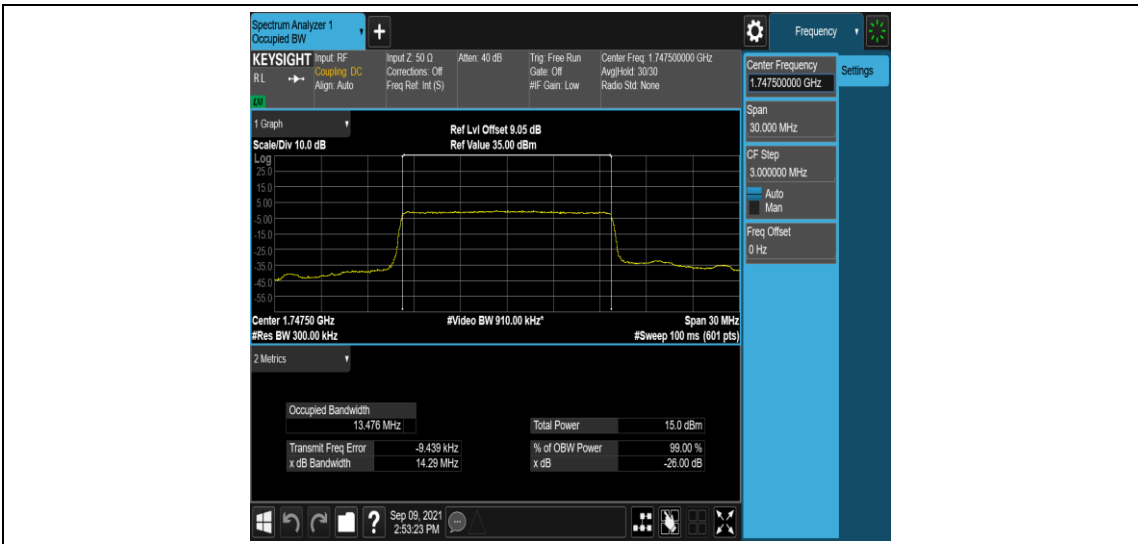 Spectrum Analyzer 1
Occupied BW
+
Frequency
KEYSIGHT
RL
LXI
Input: RF
Coupling: DC
Align: Auto
Input Z: 50 Ω
Corrections: Off
Freq Ref: Int (S)
Atten: 40 dB
Trig: Free Run
Gate: Off
#IF Gain: Low
Center Freq: 1.747500000 GHz
Avg|Hold: 30/30
Radio Std: None
Center Frequency
1.747500000 GHz
Settings
Span
30.000 MHz
CF Step
3.000000 MHz
Auto
Man
Freq Offset
0 Hz
1 Graph
Scale/Div 10.0 dB
Ref Lvl Offset 9.05 dB
Ref Value 35.00 dBm
Log
25.0
15.0
5.00
-5.00
-15.0
-25.0
-35.0
-45.0
-55.0
Center 1.74750 GHz
#Video BW 910.00 kHz*
Span 30 MHz
#Res BW 300.00 kHz
#Sweep 100 ms (601 pts)
2 Metrics
Occupied Bandwidth
13.476 MHz
Total Power 15.0 dBm
Transmit Freq Error -9.439 kHz
% of OBW Power 99.00 %
x dB Bandwidth 14.29 MHz
x dB -26.00 dB
?
Sep 09, 2021
2:53:23 PM